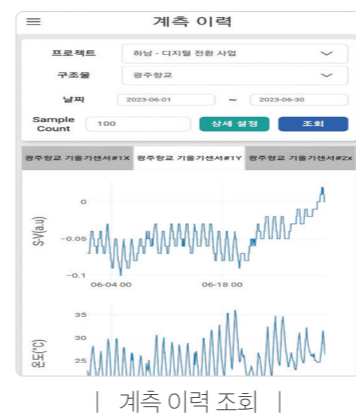 계측 이력
프로젝트 하남 - 디지털 전환 사업
구조물 광주향교
날짜 2023-06-01 ~ 2023-06-30
Sample Count 100 상세 설정 조회
광주향교 기울기센서#1X 광주향교 기울기센서#1Y 광주향교 기울기센서#2x
S-V(a.u)
0
-0.05
-0.1
06-04 00 06-18 00
온도(°C)
35
30
25
| 계측 이력 조회 |